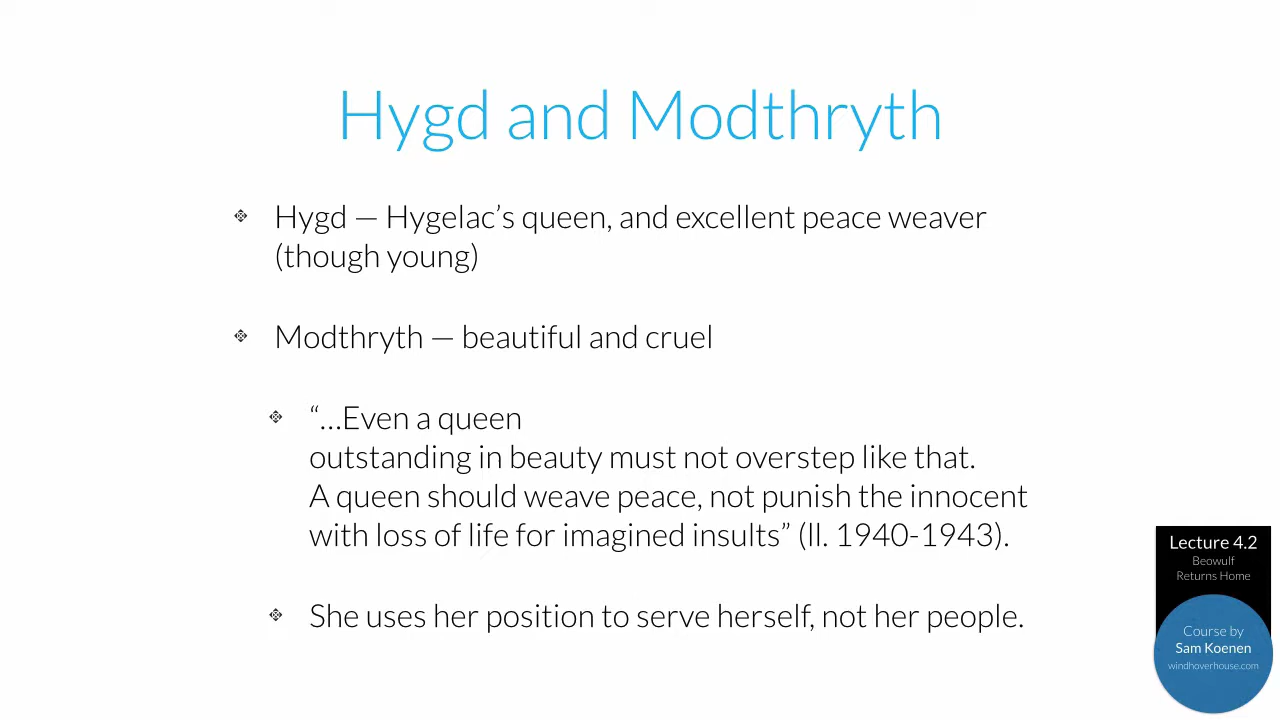 Hygd and Modthryth
Hygd — Hygelac’s queen, and excellent peace weaver
(though young)
Modthryth — beautiful and cruel
“…Even a queen
outstanding in beauty must not overstep like that.
A queen should weave peace, not punish the innocent
with loss of life for imagined insults” (ll. 1940-1943).
She uses her position to serve herself, not her people.
Lecture 4.2
Beowulf
Returns Home
Course by
Sam Koenen
windhoverhouse.com